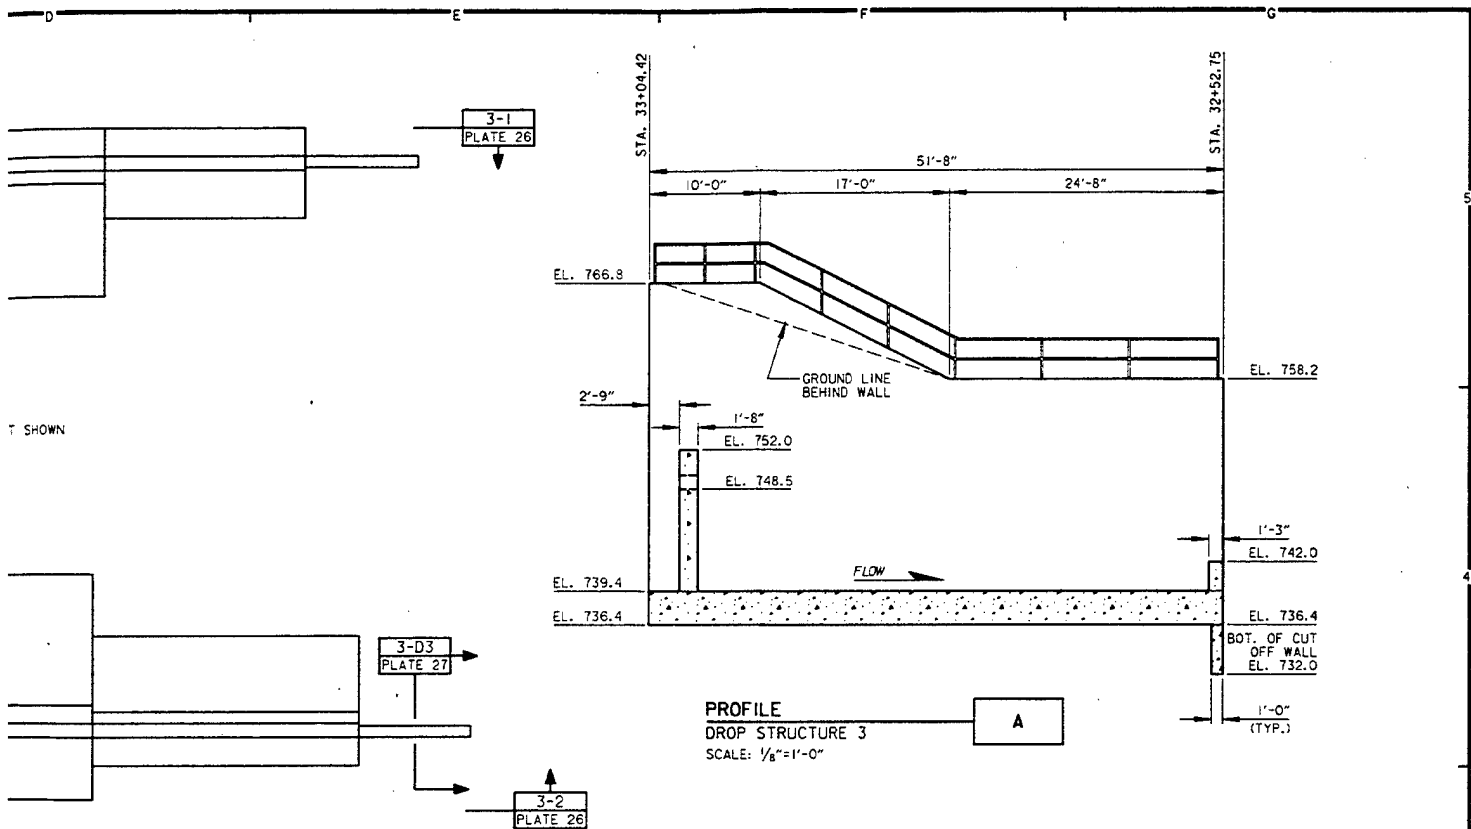 D
E
F
G
STA. 33+04.42
STA. 32+52.75
3-1
PLATE 26
51'-8"
10'-0"
17'-0"
24'-8"
5
EL. 766.8
EL. 758.2
GROUND LINE
BEHIND WALL
2'-9"
1'-8"
EL. 752.0
T SHOWN
EL. 748.5
1'-3"
EL. 742.0
FLOW
EL. 739.4
4
EL. 736.4
EL. 736.4
BOT. OF CUT
OFF WALL
EL. 732.0
3-D3
PLATE 27
PROFILE
DROP STRUCTURE 3
SCALE: 1/8"=1'-0"
A
1'-0"
(TYP.)
3-2
PLATE 26